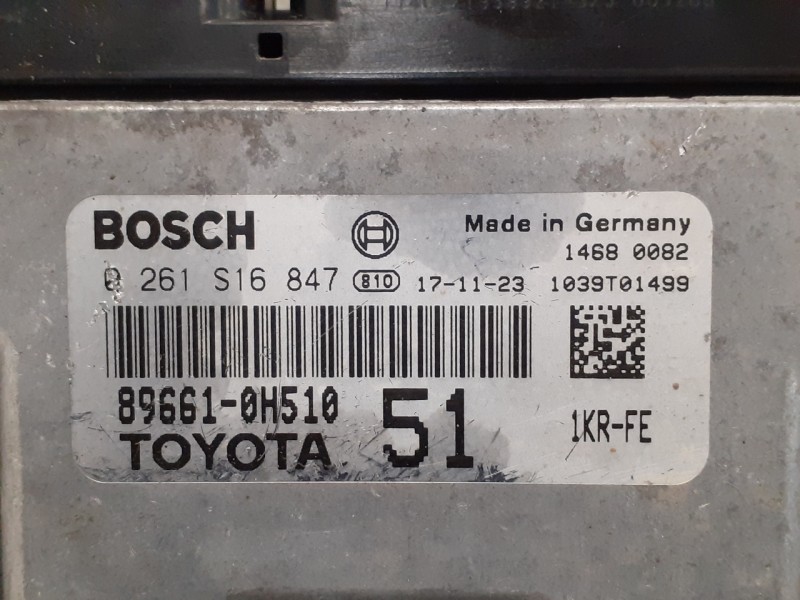 BOSCH
Made in Germany
1468 0082
0 261 S16 847 810 17-11-23 1039T01499
89661-0H510
TOYOTA
51
1KR-FE